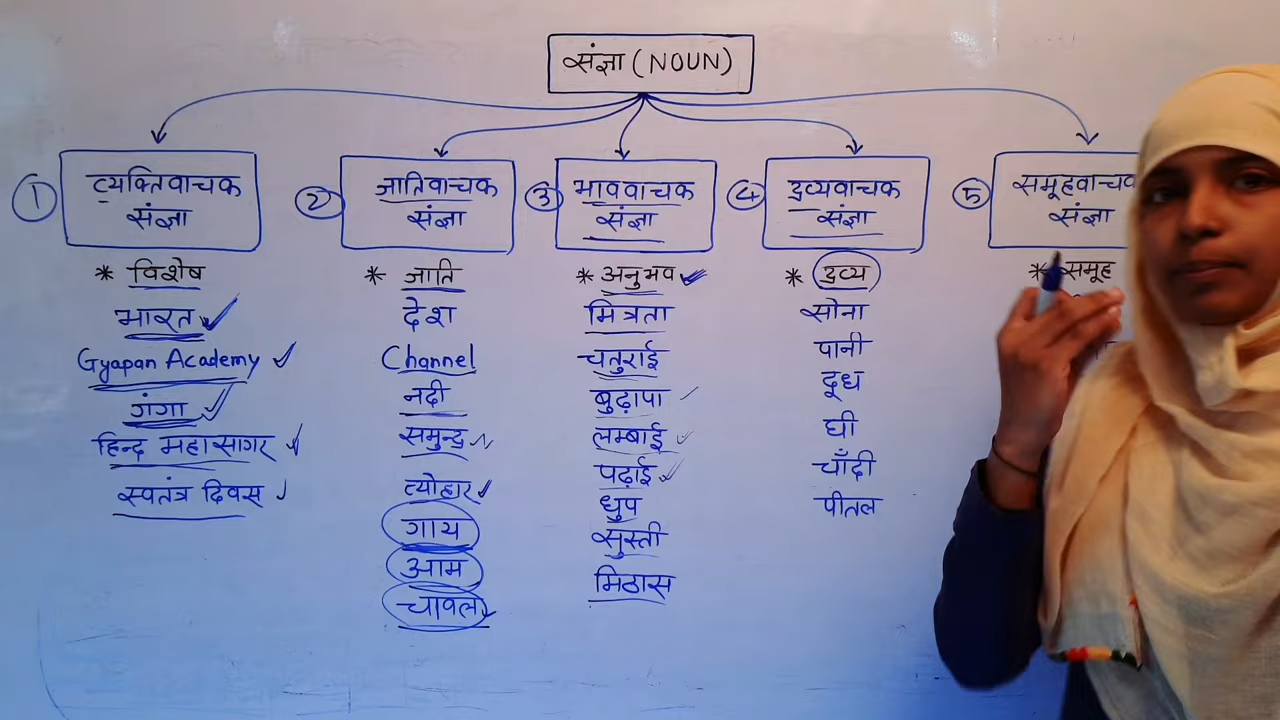 संज्ञा (NOUN)
① व्यक्तिवाचक
संज्ञा
* विशेष
भारत
Gyapan Academy
गंगा
हिन्द महासागर
स्वतंत्र दिवस
② जातिवाचक
संज्ञा
* जाति
देश
Channel
नदी
समुन्द्र
त्योहार
गाय
आम
चावल
③ भाववाचक
संज्ञा
* अनुभव
मित्रता
चतुराई
बुढ़ापा
लम्बाई
पढ़ाई
धुप
सुस्ती
मिठास
④ द्रव्यवाचक
संज्ञा
* द्रव्य
सोना
पानी
दूध
घी
चाँदी
पीतल
⑤ समूहवाचक
संज्ञा
* समूह